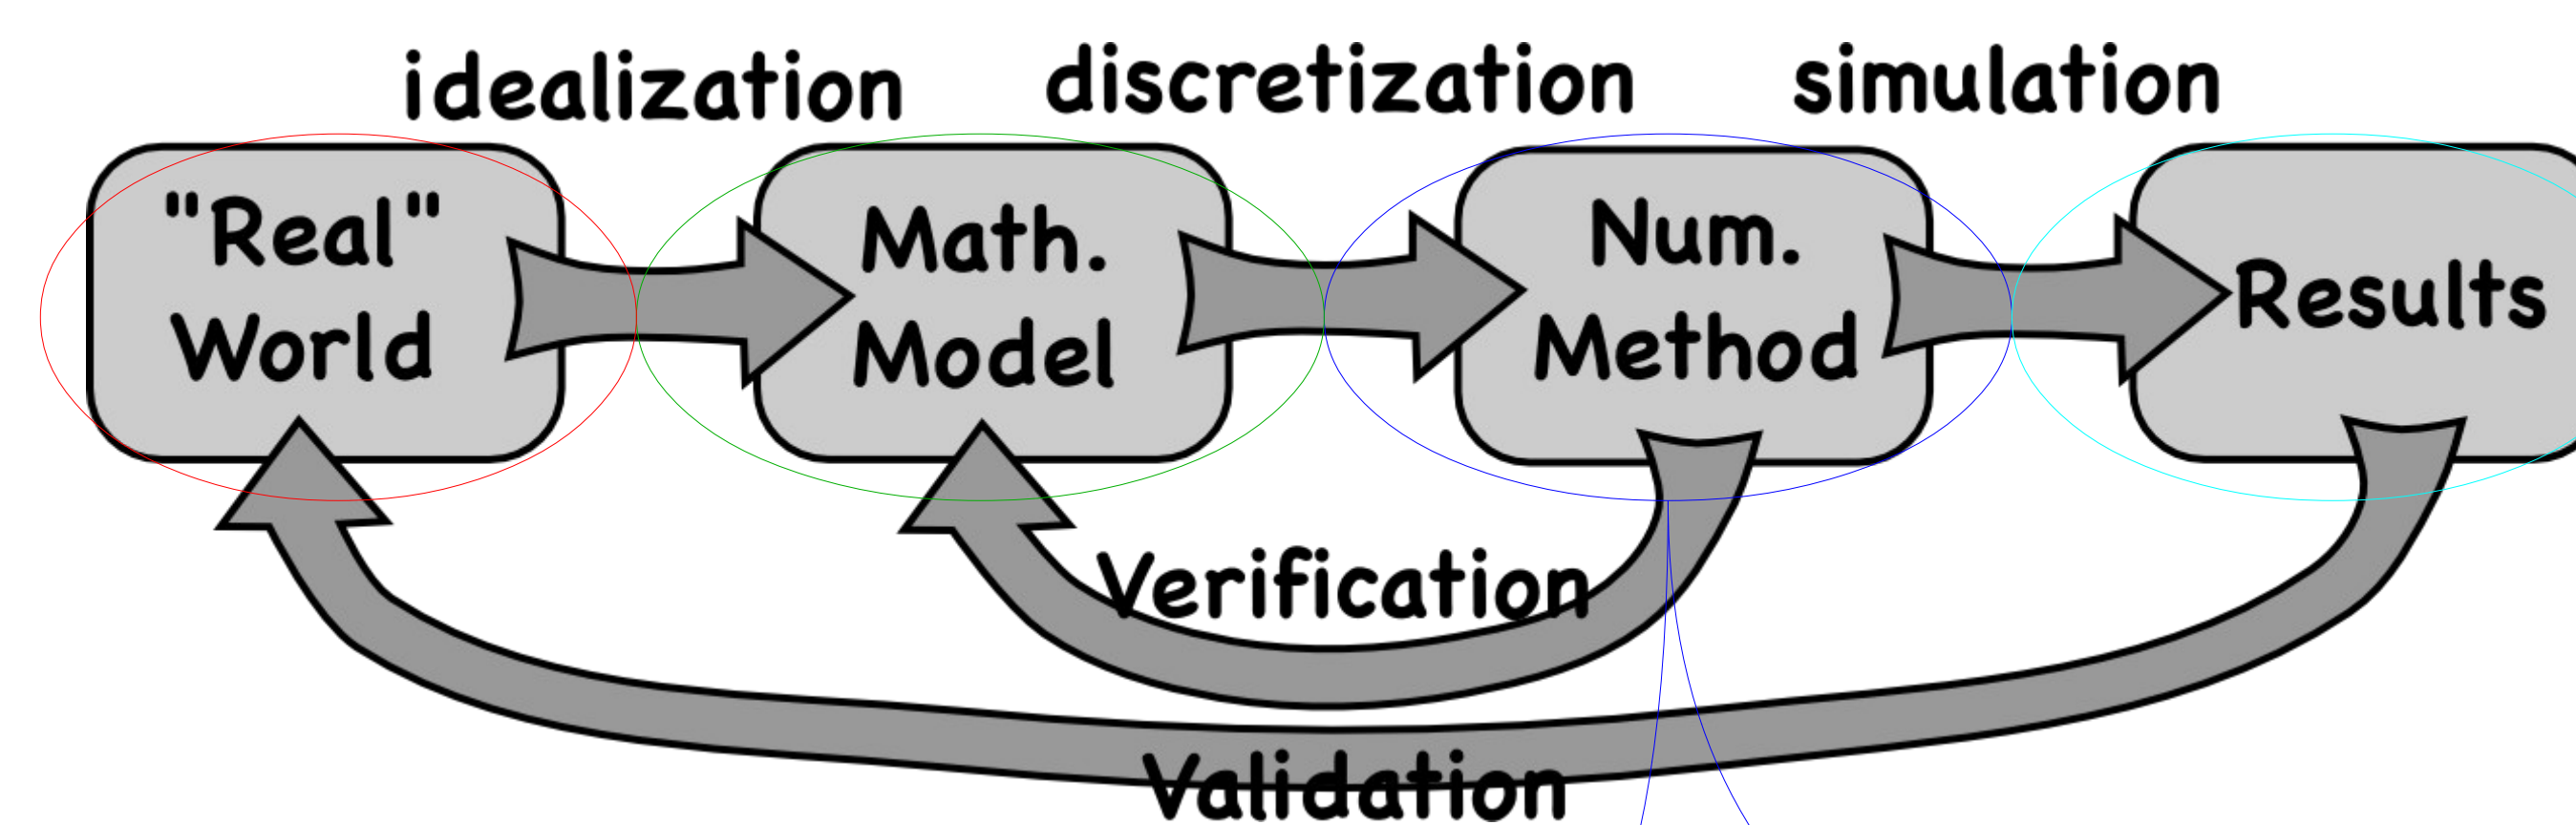 idealization
discretization
simulation
"Real"
World
Math.
Model
Num.
Method
Results
Verification
Validation